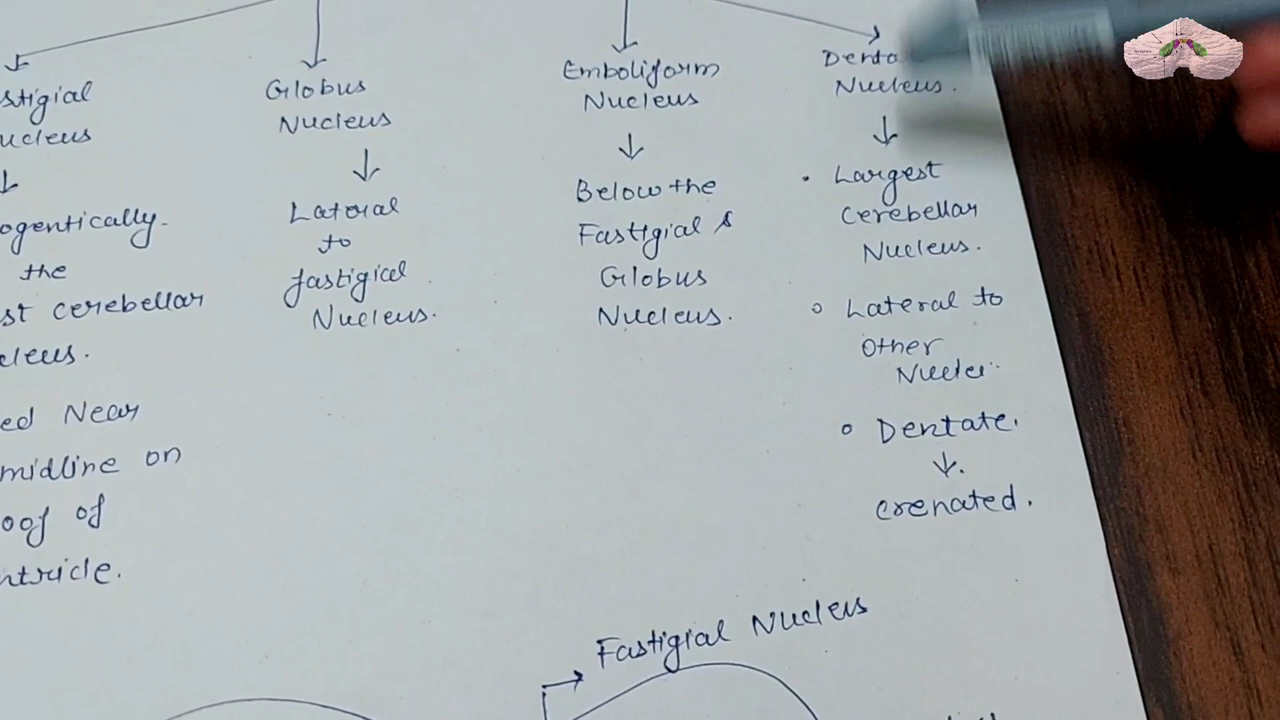 stigial
ucleus
ogentically.
the
st cerebellar
cleus.
ed Near
midline on
oof of
ntricle.
Globus
Nucleus
Lateral
to
fastigial
Nucleus.
Emboliform
Nucleus
Below the
Fastigial &
Globus
Nucleus.
Denta
Nucleus.
• Largest
Cerebellar
Nucleus.
o Lateral to
Other
Nuclei.
o Dentate.
crenated.
Fastigial Nucleus